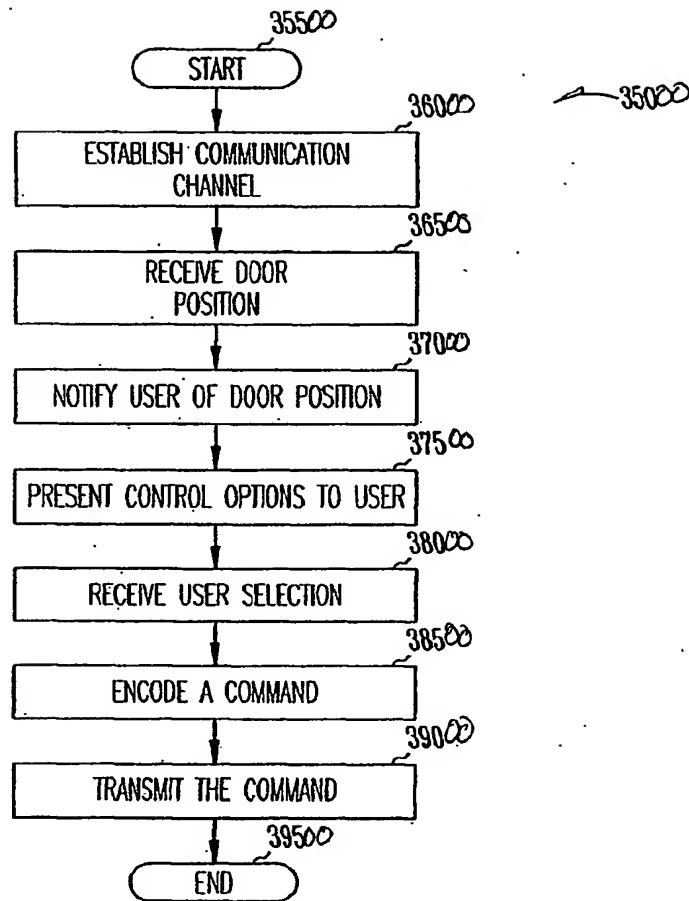 35500
START
36000
35000
ESTABLISH COMMUNICATION
CHANNEL
36500
RECEIVE DOOR
POSITION
37000
NOTIFY USER OF DOOR POSITION
37500
PRESENT CONTROL OPTIONS TO USER
38000
RECEIVE USER SELECTION
38500
ENCODE A COMMAND
39000
TRANSMIT THE COMMAND
39500
END